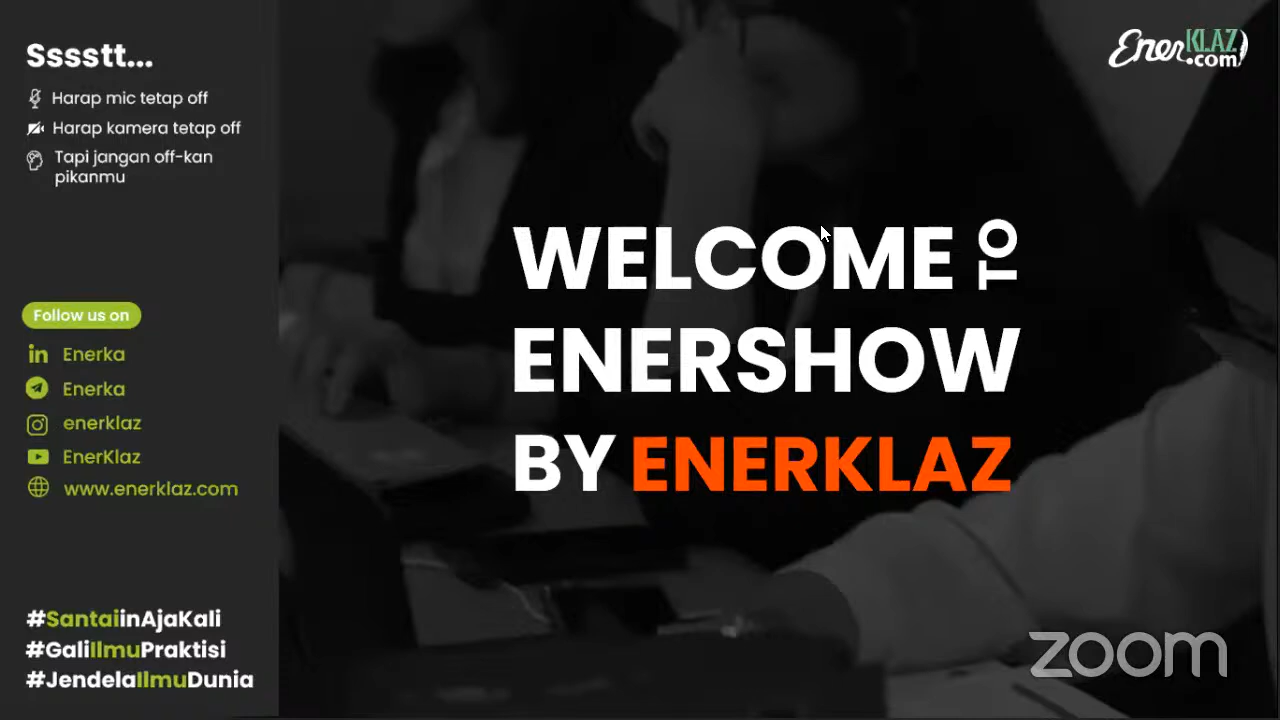 Sssstt...
Harap mic tetap off
Harap kamera tetap off
Tapi jangan off-kan
pikanmu
Follow us on
in Enerka
Enerka
enerklaz
EnerKlaz
www.enerklaz.com
#SantaiinAjaKali
#GaliIlmuPraktisi
#JendelaIlmuDunia
EnerKLAZ
.com
WELCOME TO
ENERSHOW
BY ENERKLAZ
zoom